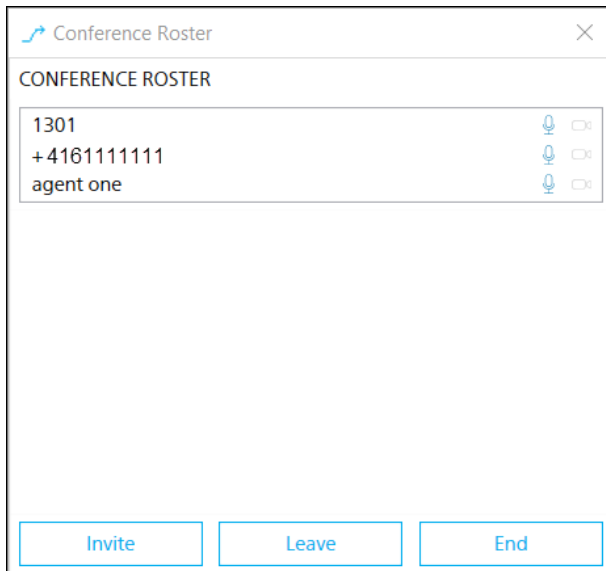 Conference Roster
CONFERENCE ROSTER
1301
+4161111111
agent one
Invite Leave End